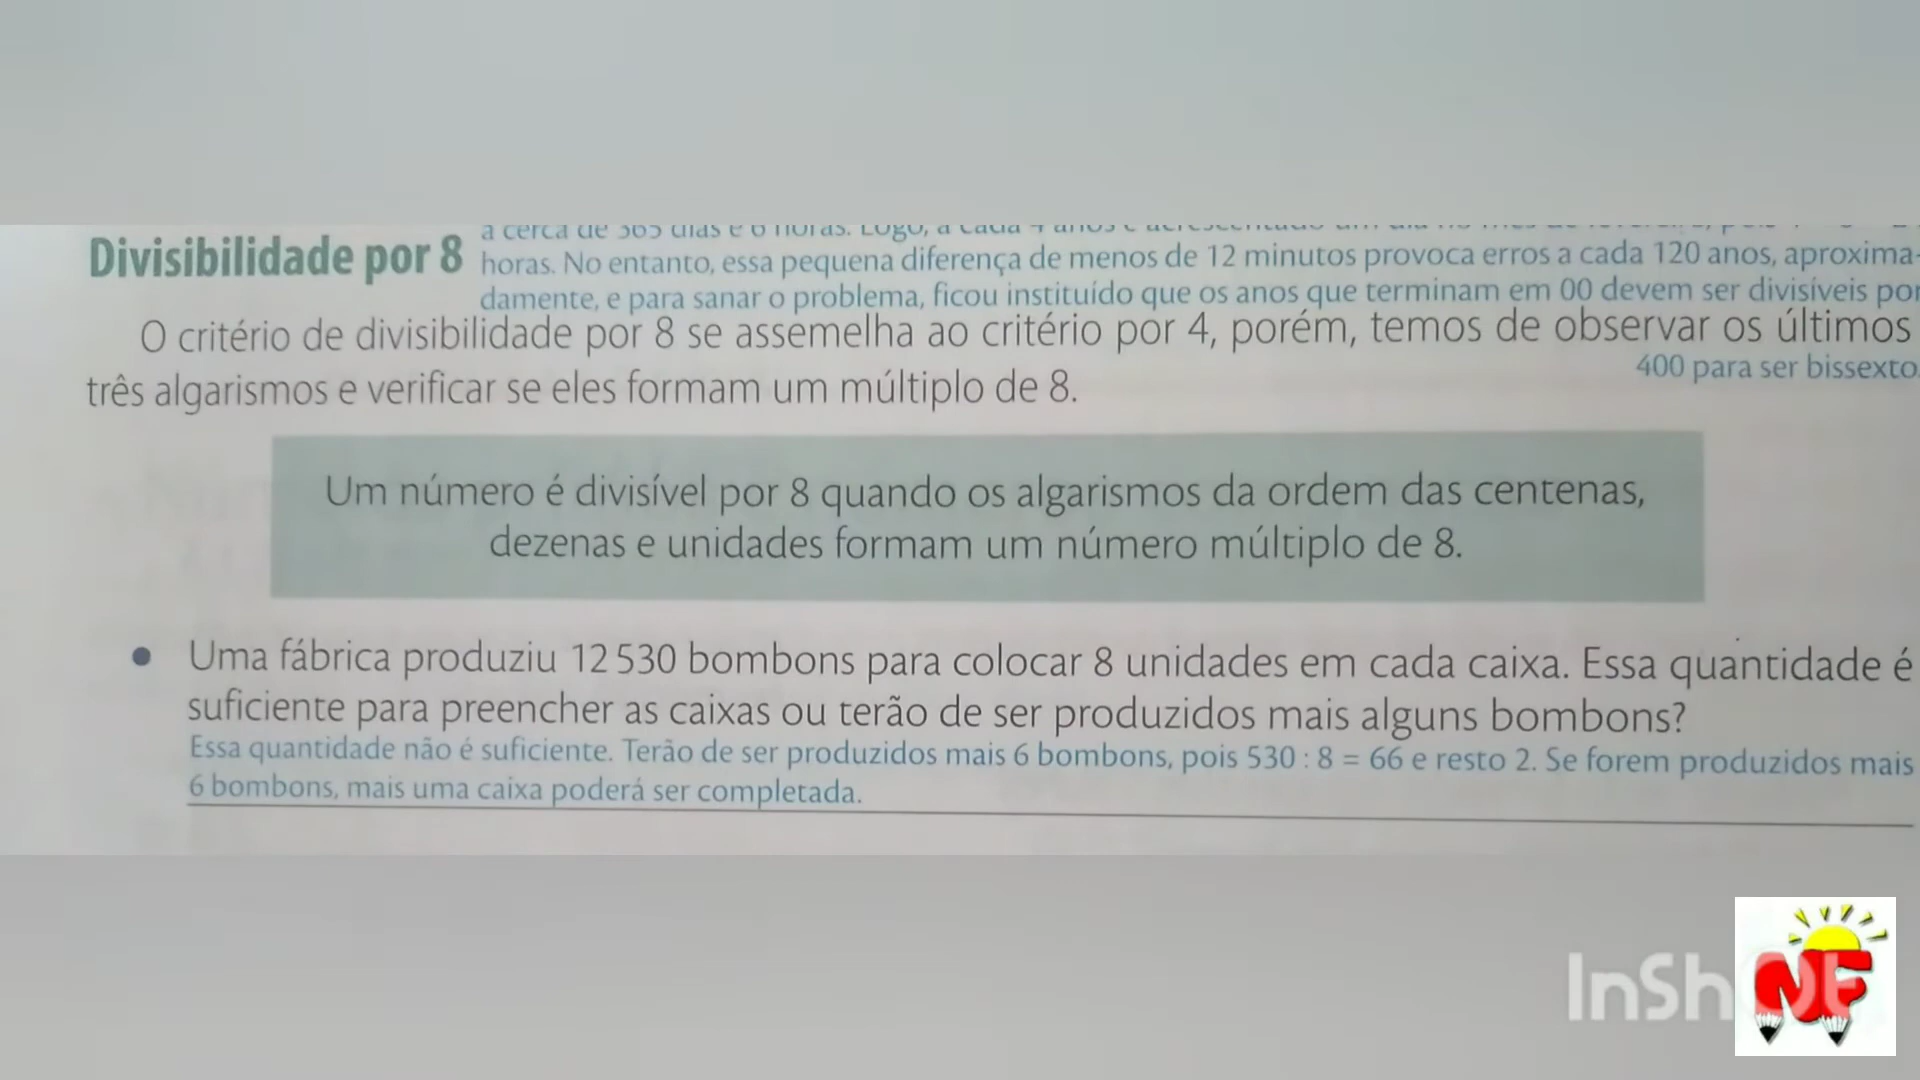 Divisibilidade por 8
horas. No entanto, essa pequena diferença de menos de 12 minutos provoca erros a cada 120 anos, aproxima-
damente, e para sanar o problema, ficou instituído que os anos que terminam em 00 devem ser divisíveis por
400 para ser bissexto.
O critério de divisibilidade por 8 se assemelha ao critério por 4, porém, temos de observar os últimos
três algarismos e verificar se eles formam um múltiplo de 8.
Um número é divisível por 8 quando os algarismos da ordem das centenas,
dezenas e unidades formam um número múltiplo de 8.
• Uma fábrica produziu 12 530 bombons para colocar 8 unidades em cada caixa. Essa quantidade é
suficiente para preencher as caixas ou terão de ser produzidos mais alguns bombons?
Essa quantidade não é suficiente. Terão de ser produzidos mais 6 bombons, pois 530 : 8 = 66 e resto 2. Se forem produzidos mais
6 bombons, mais uma caixa poderá ser completada.
InSh
NF